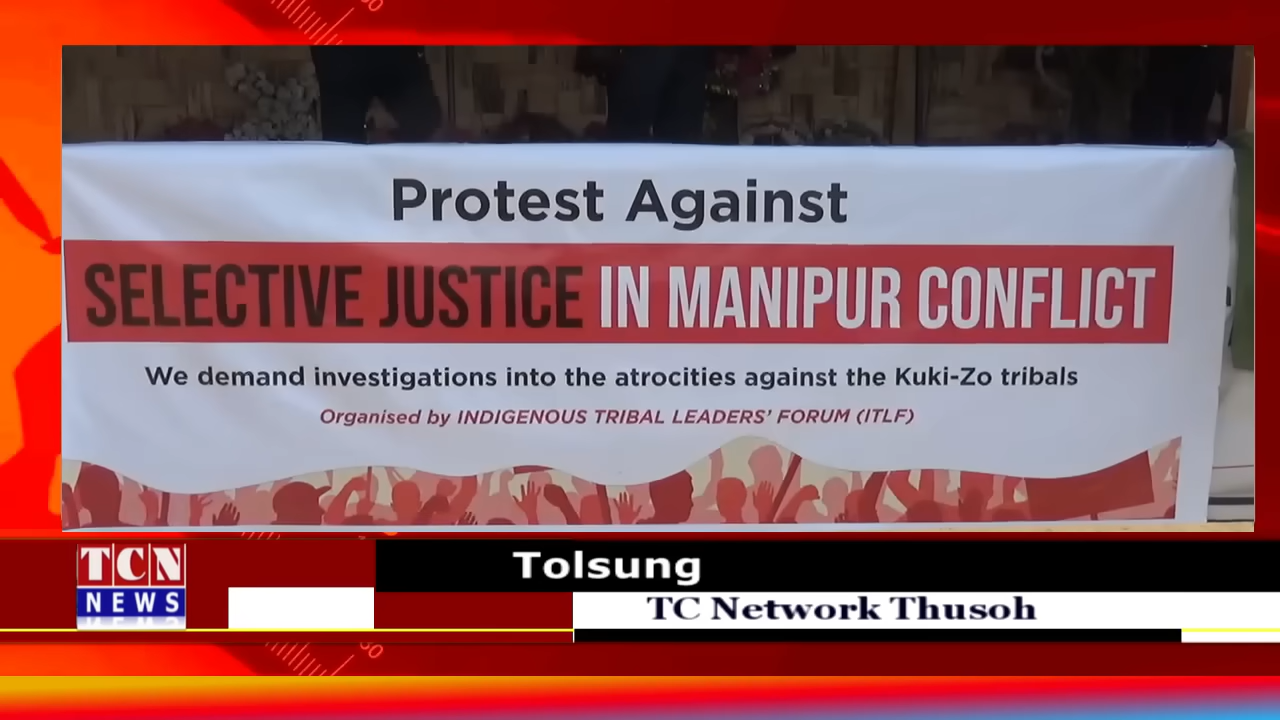 Protest Against
SELECTIVE JUSTICE IN MANIPUR CONFLICT
We demand investigations into the atrocities against the Kuki-Zo tribals
Organised by INDIGENOUS TRIBAL LEADERS' FORUM (ITLF)
TCN
NEWS
Tolsung
TC Network Thusoh